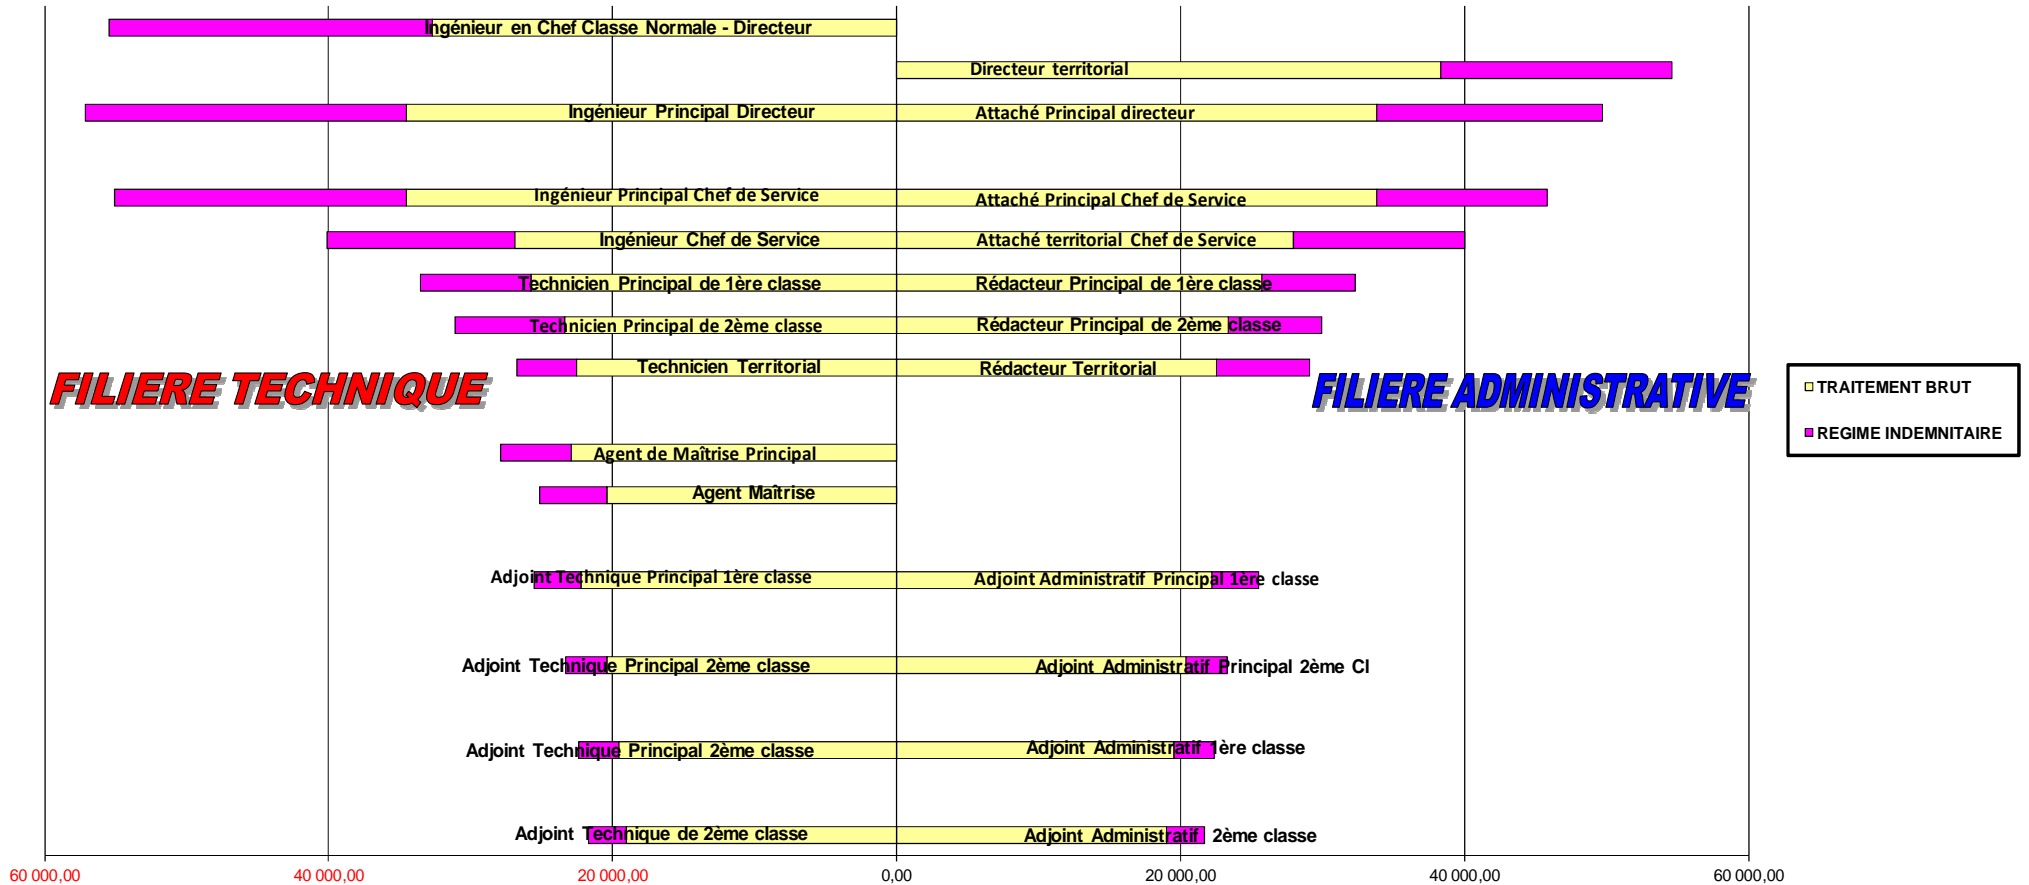 Ingénieur en Chef Classe Normale - Directeur
Directeur territorial
Ingénieur Principal Directeur
Attaché Principal directeur
Ingénieur Principal Chef de Service
Attaché Principal Chef de Service
Ingénieur Chef de Service
Attaché territorial Chef de Service
Technicien Principal de 1ère classe
Rédacteur Principal de 1ère classe
Technicien Principal de 2ème classe
Rédacteur Principal de 2ème classe
Technicien Territorial
Rédacteur Territorial
FILIERE TECHNIQUE
FILIERE ADMINISTRATIVE
TRAITEMENT BRUT
REGIME INDEMNITAIRE
Agent de Maîtrise Principal
Agent Maîtrise
Adjoint Technique Principal 1ère classe
Adjoint Administratif Principal 1ère classe
Adjoint Technique Principal 2ème classe
Adjoint Administratif Principal 2ème Cl
Adjoint Technique Principal 2ème classe
Adjoint Administratif 1ère classe
Adjoint Technique de 2ème classe
Adjoint Administratif 2ème classe
60 000,00 40 000,00 20 000,00 0,00 20 000,00 40 000,00 60 000,00